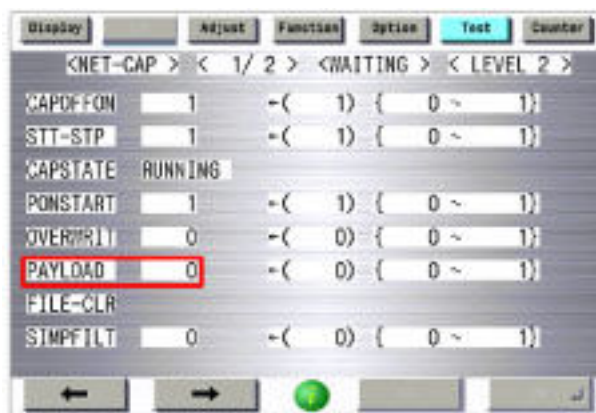 Display Adjust Function Option Test Counter
<NET-CAP > < 1/ 2 > <WAITING > < LEVEL 2 >
CAPOFFON 1 ←( 1) { 0 ~ 1}
STT-STP 1 ←( 1) { 0 ~ 1}
CAPSTATE RUNNING
PONSTART 1 ←( 1) { 0 ~ 1}
OVERWRIT 0 ←( 0) { 0 ~ 1}
PAYLOAD 0 ←( 0) { 0 ~ 1}
FILE-CLR
SIMPFILT 0 ←( 0) { 0 ~ 1}